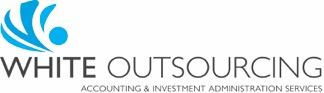 WHITE OUTSOURCING
ACCOUNTING & INVESTMENT ADMINISTRATION SERVICES